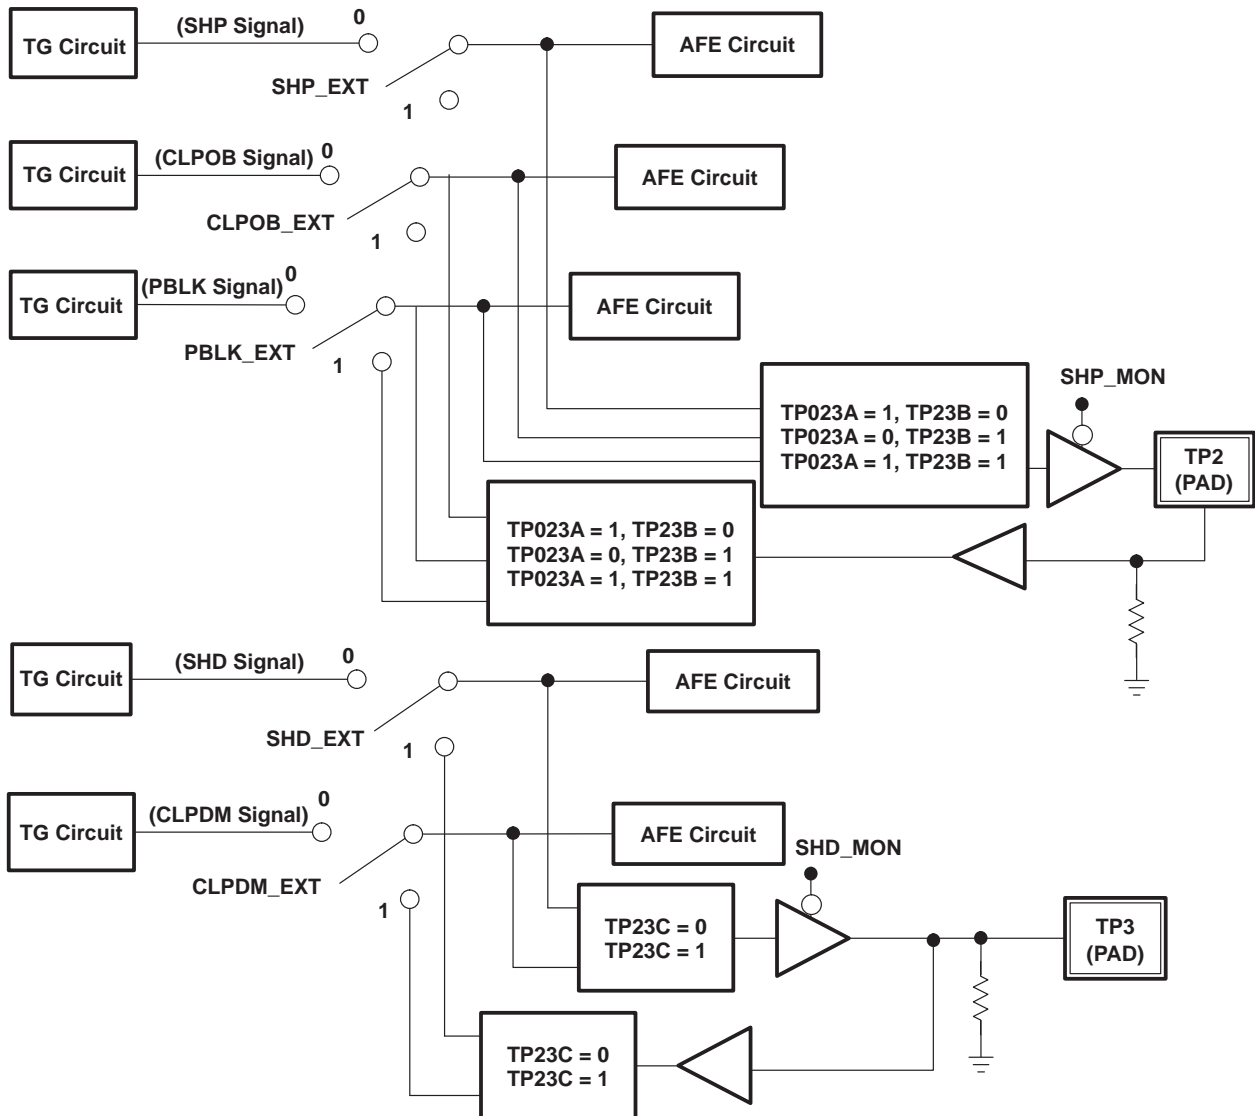 TG Circuit
(SHP Signal)
0
SHP_EXT
1
AFE Circuit
TG Circuit
(CLPOB Signal)
0
CLPOB_EXT
1
AFE Circuit
TG Circuit
(PBLK Signal)
0
PBLK_EXT
1
AFE Circuit
TP023A = 1, TP23B = 0
TP023A = 0, TP23B = 1
TP023A = 1, TP23B = 1
SHP_MON
TP2
(PAD)
TP023A = 1, TP23B = 0
TP023A = 0, TP23B = 1
TP023A = 1, TP23B = 1
TG Circuit
(SHD Signal)
0
SHD_EXT
1
AFE Circuit
TG Circuit
(CLPDM Signal)
0
CLPDM_EXT
1
AFE Circuit
SHD_MON
TP23C = 0
TP23C = 1
TP3
(PAD)
TP23C = 0
TP23C = 1